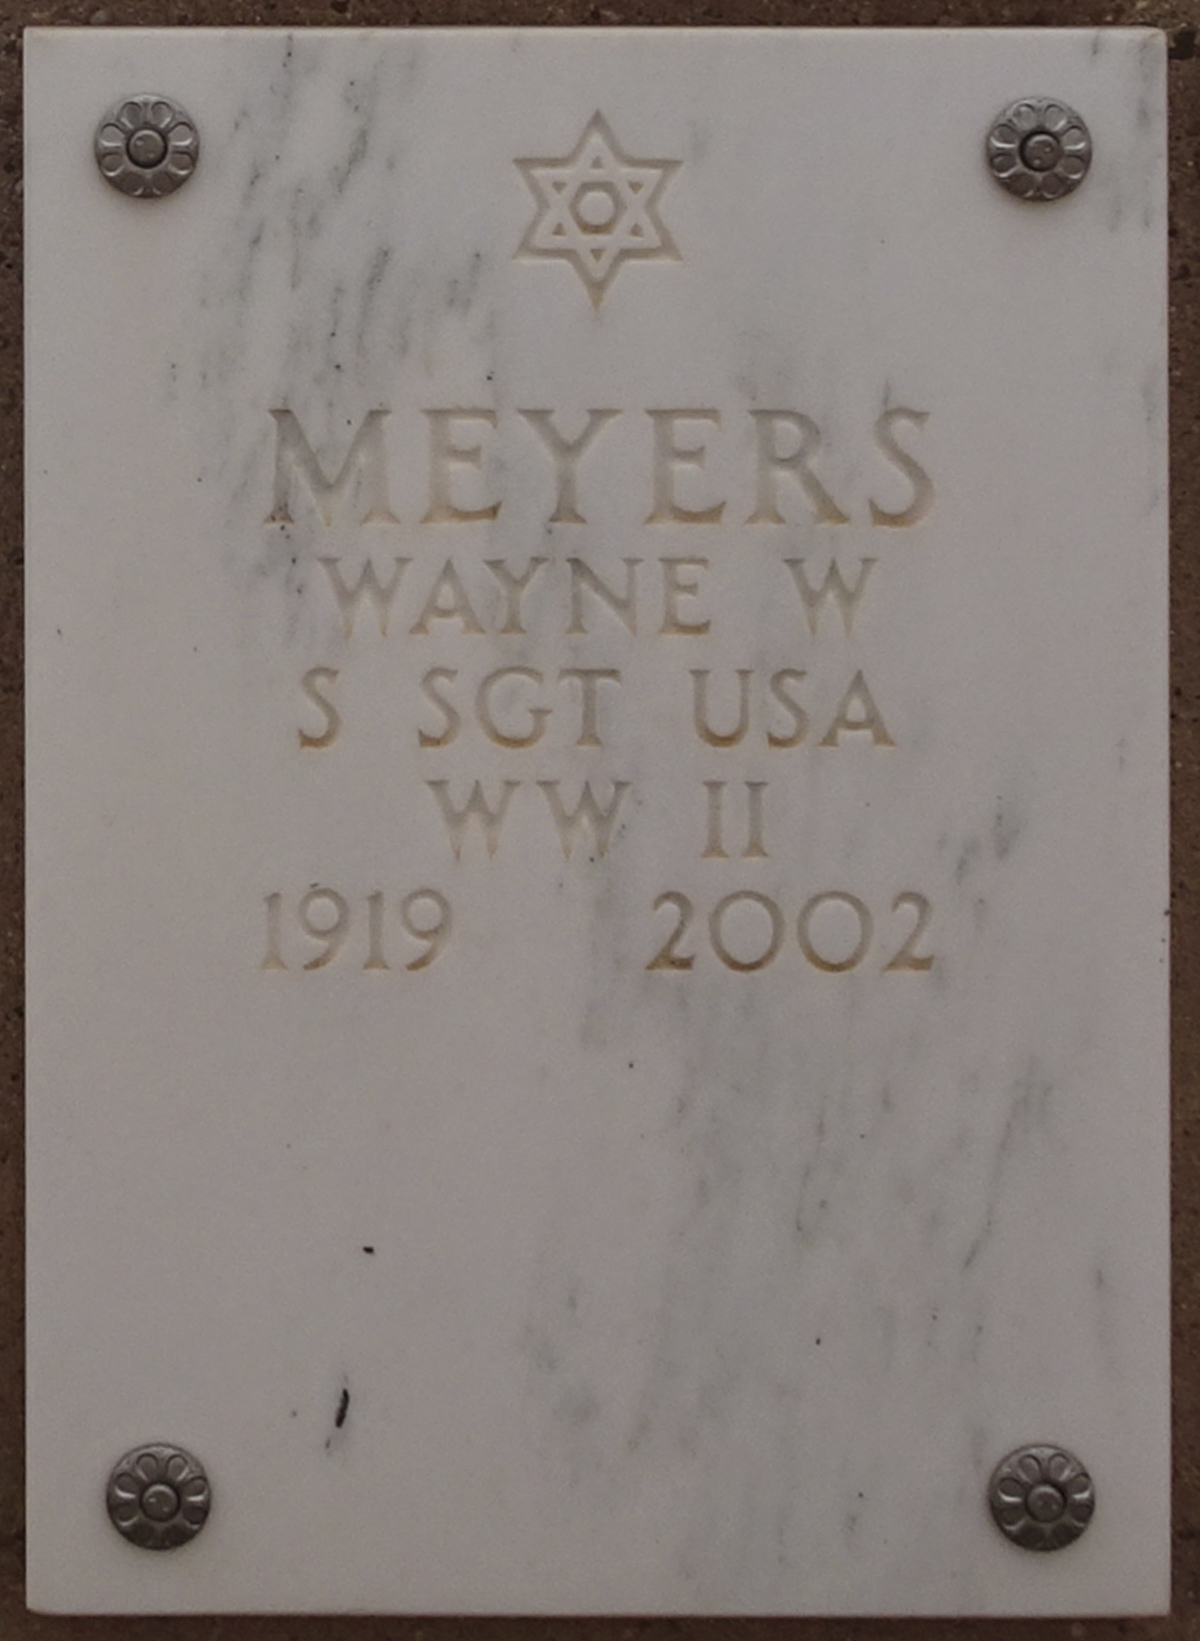 MEYERS
WAYNE W
S SGT USA
WW II
1919 2002